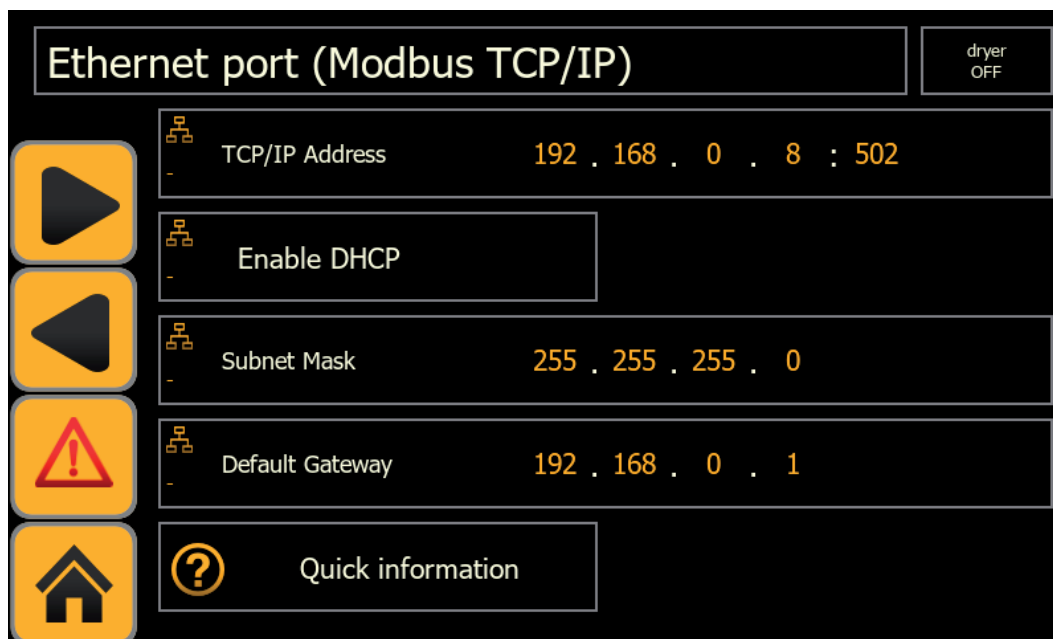 Ethernet port (Modbus TCP/IP)
dryer
OFF
TCP/IP Address 192 . 168 . 0 . 8 : 502
-
Enable DHCP
-
Subnet Mask 255 . 255 . 255 . 0
-
Default Gateway 192 . 168 . 0 . 1
-
? Quick information